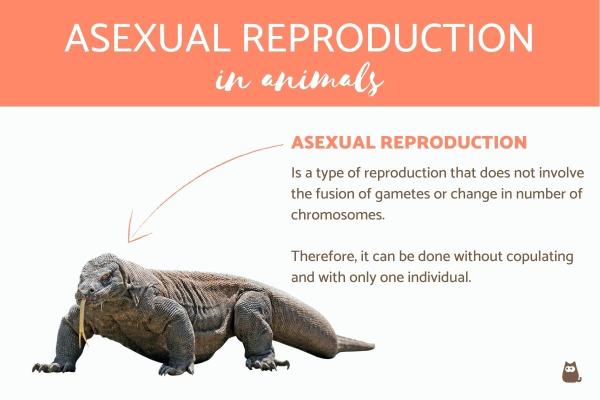 ASEXUAL REPRODUCTION
in animals
ASEXUAL REPRODUCTION
Is a type of reproduction that does not involve
the fusion of gametes or change in number of
chromosomes.
Therefore, it can be done without copulating
and with only one individual.